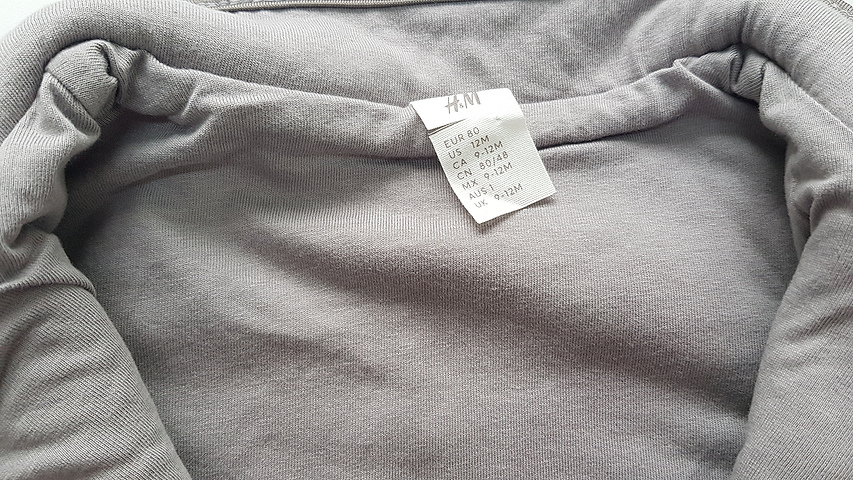 H&M
EUR 80
US 12M
CA 9-12M
CN 80/48
MX 9-12M
AUS 1
UK 9-12M